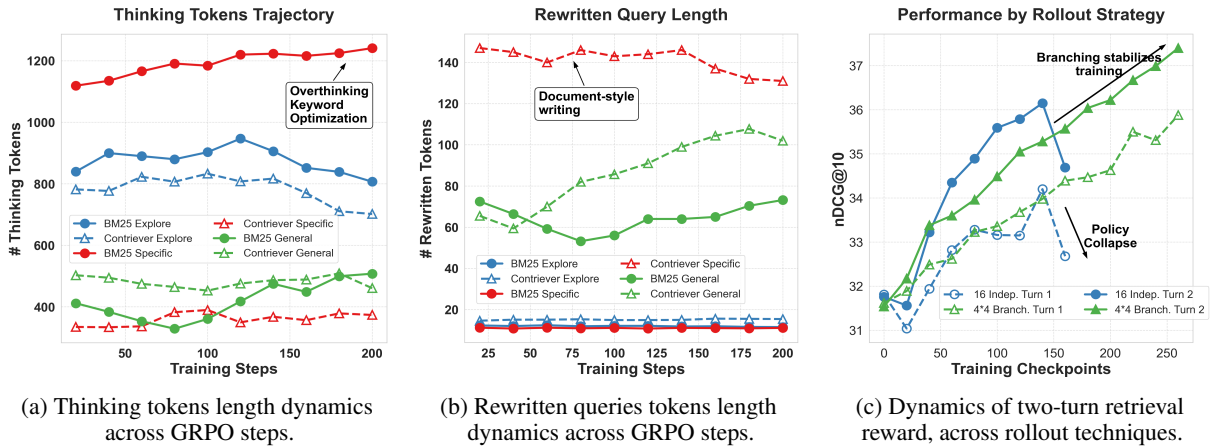 Thinking Tokens Trajectory
# Thinking Tokens
1200
1000
800
600
400
Overthinking
Keyword
Optimization
BM25 Explore
Contriever Explore
BM25 Specific
Contriever Specific
BM25 General
Contriever General
50
100
150
200
Training Steps
(a) Thinking tokens length dynamics
across GRPO steps.
Rewritten Query Length
# Rewritten Tokens
140
120
100
80
60
40
20
Document-style
writing
BM25 Explore
Contriever Explore
BM25 Specific
Contriever Specific
BM25 General
Contriever General
25
50
75
100
125
150
175
200
Training Steps
(b) Rewritten queries tokens length
dynamics across GRPO steps.
Performance by Rollout Strategy
nDCG@10
37
36
35
34
33
32
31
Branching stabilizes
training
Policy
Collapse
16 Indep. Turn 1
4*4 Branch. Turn 1
16 Indep. Turn 2
4*4 Branch. Turn 2
0
50
100
150
200
250
Training Checkpoints
(c) Dynamics of two-turn retrieval
reward, across rollout techniques.